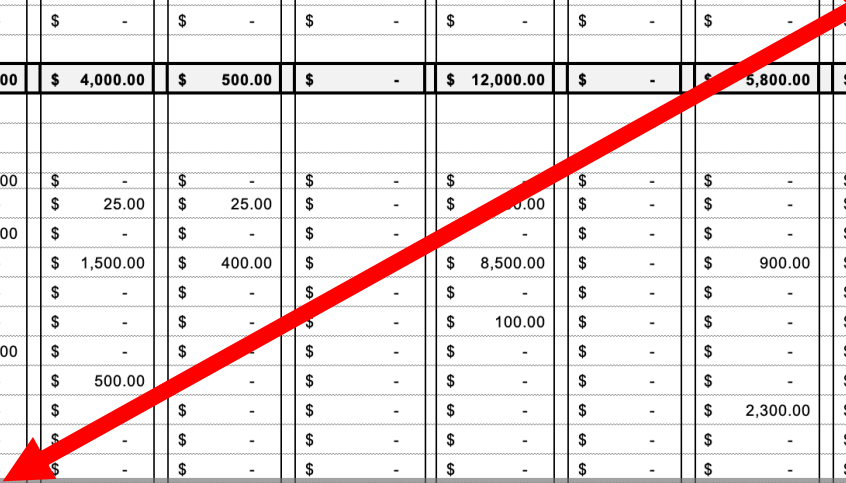 $ - $ - $ - $ - $ - $ -
00 $ 4,000.00 $ 500.00 $ - $ 12,000.00 $ - $ 5,800.00
00 $ - $ - $ - $ - $ - $ -
$ 25.00 $ 25.00 $ - $ $ - $ -
00 $ - $ - $ - $ - $ - $ -
$ 1,500.00 $ 400.00 $ - $ 8,500.00 $ - $ 900.00
$ - $ - $ - $ - $ - $ -
$ - $ - $ - $ 100.00 $ - $ -
00 $ - $ - $ - $ - $ - $ -
$ 500.00 $ - $ - $ - $ - $ -
$ $ - $ - $ - $ - $ 2,300.00
$ - $ - $ - $ - $ - $ -
$ - $ - $ - $ - $ - $ -